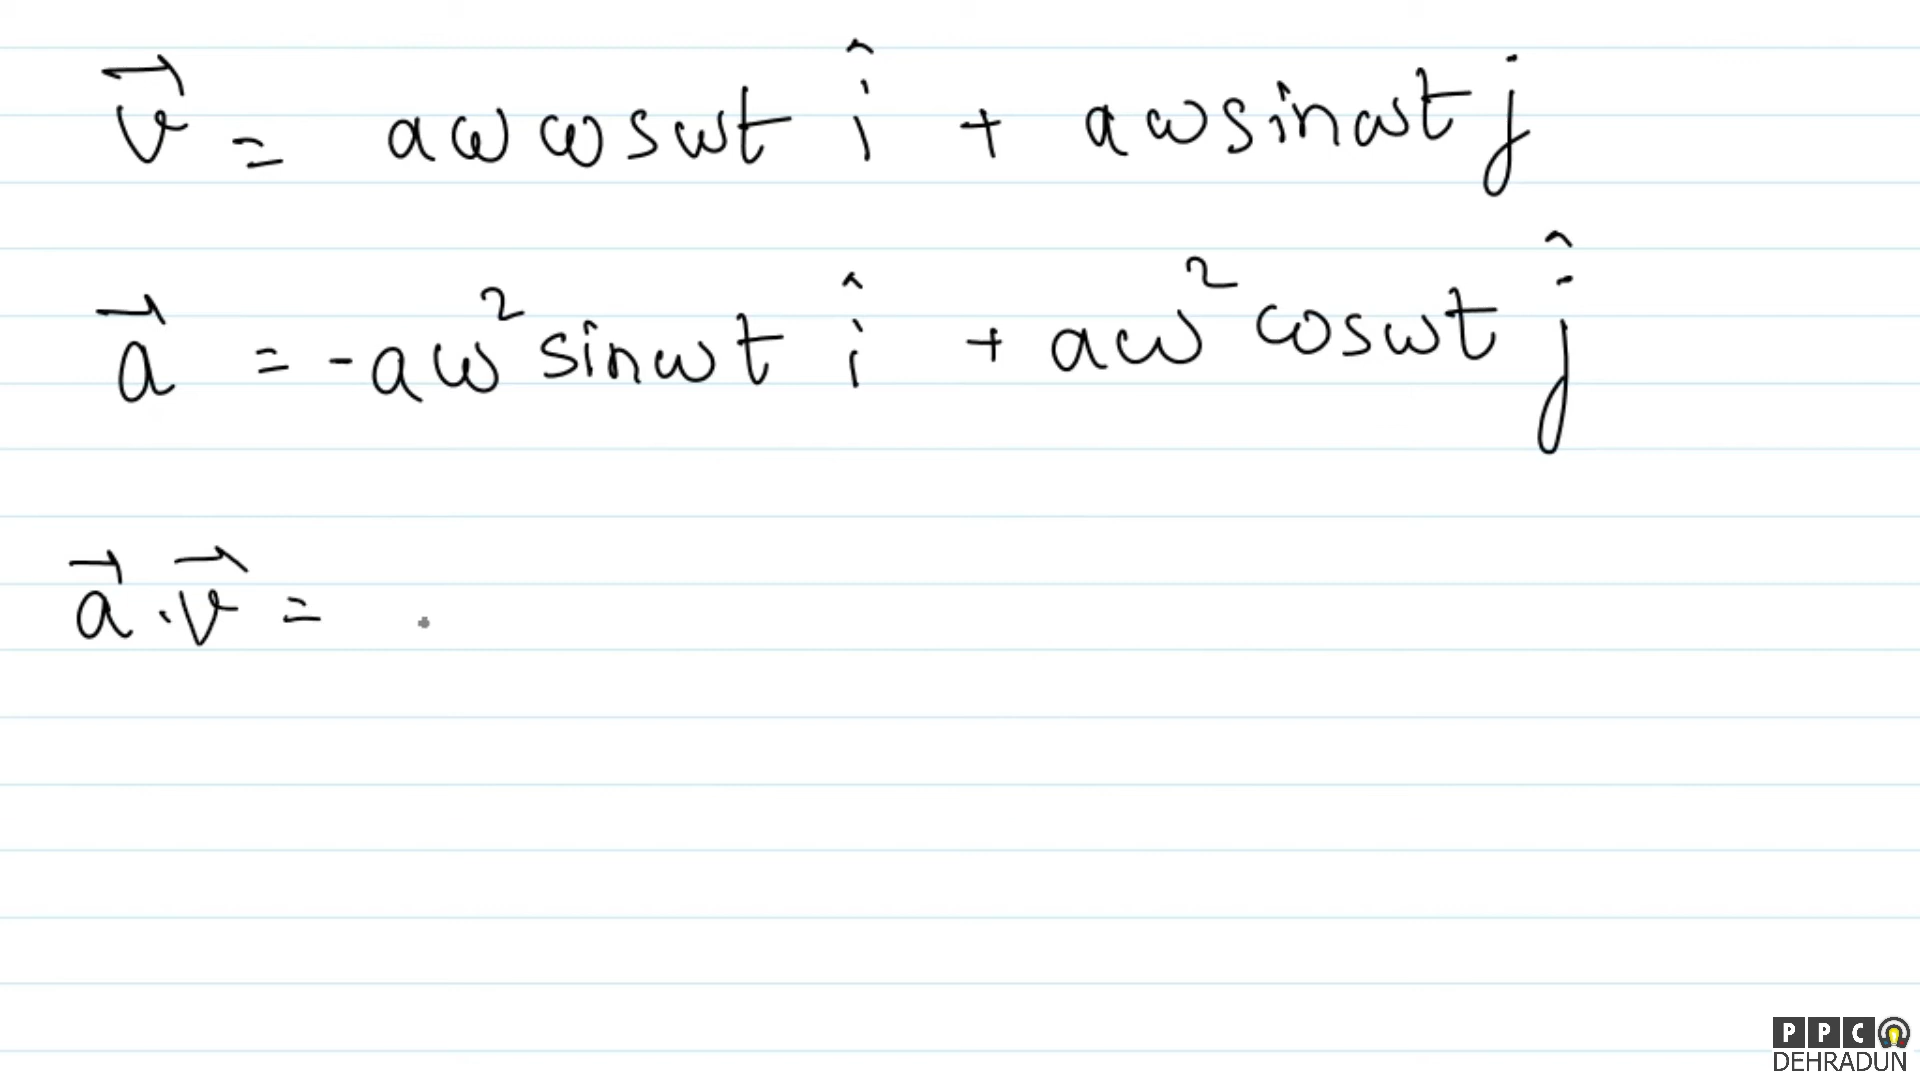 v⃗ = aω cosωt î + aω sinωt j
a⃗ = -aω² sinωt î + aω² cosωt ĵ
a⃗ . v⃗ =
PPC
DEHRADUN